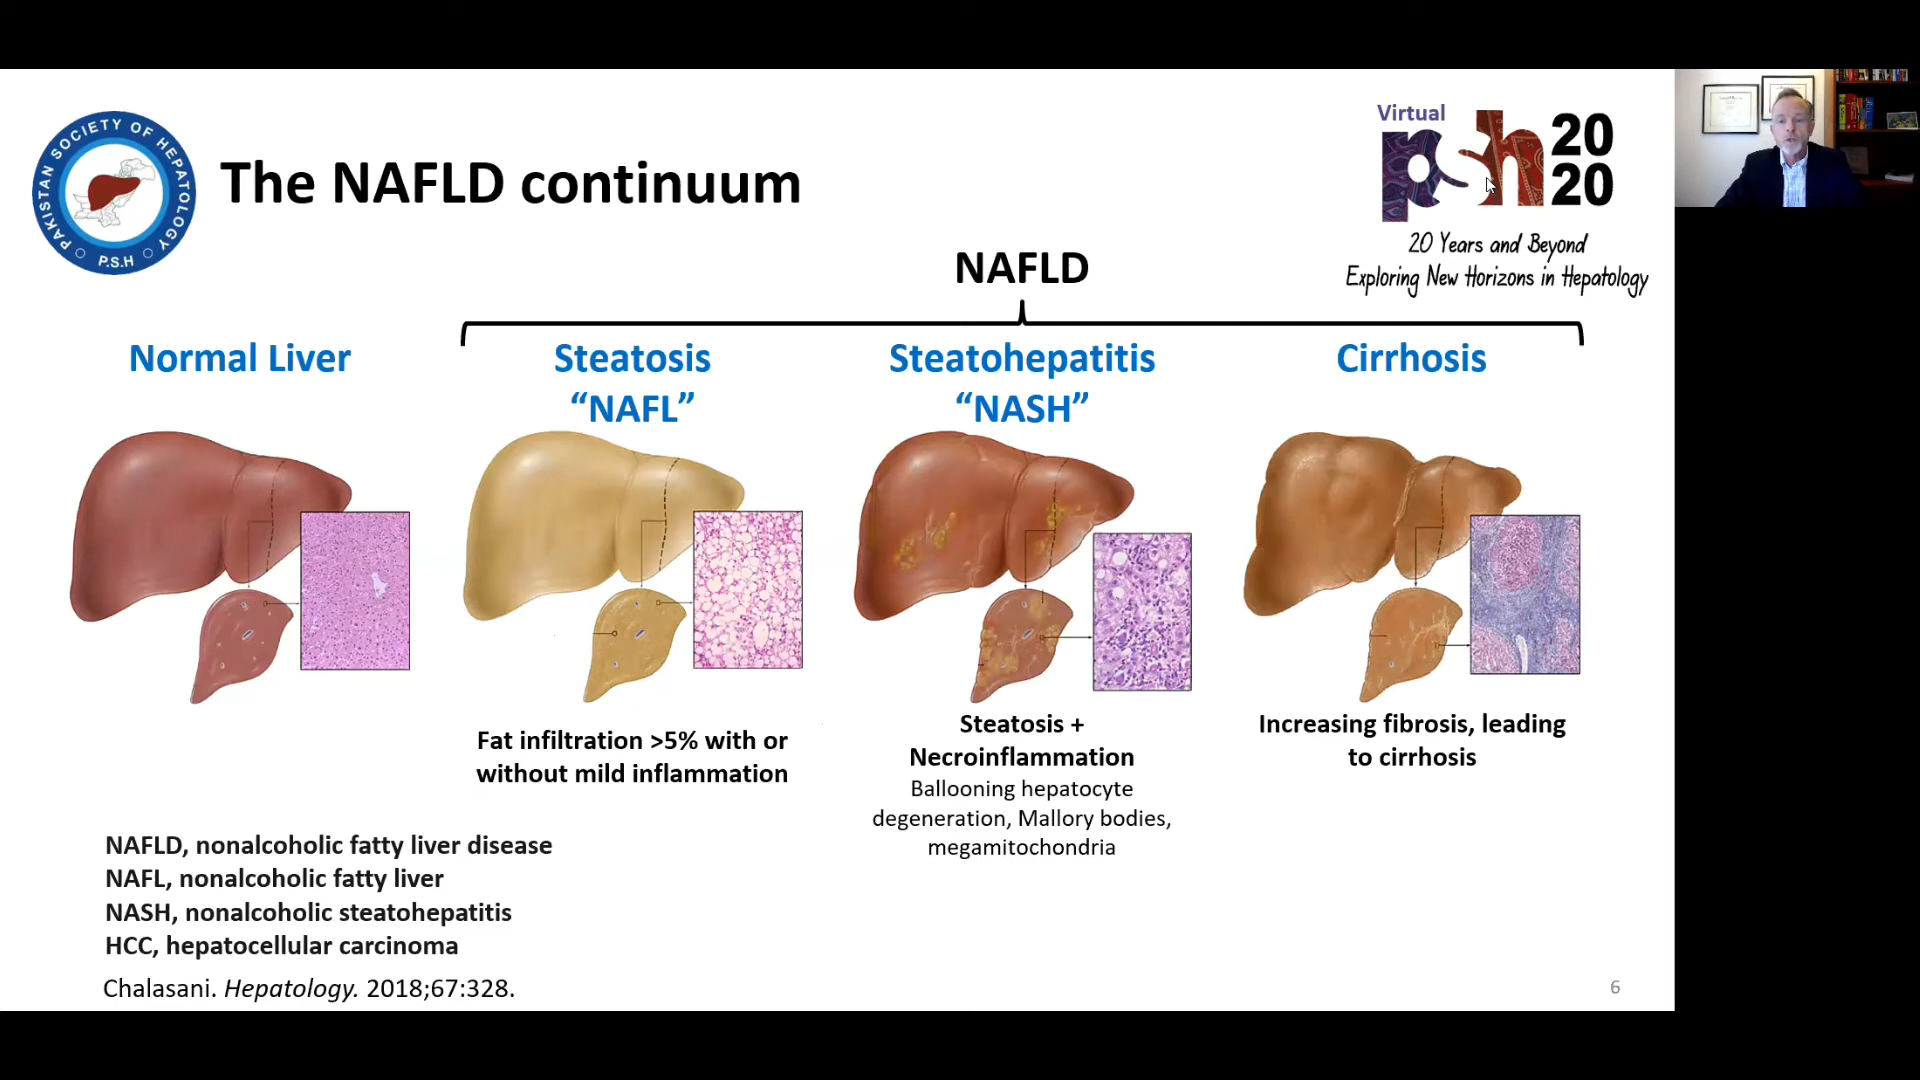 PAKISTAN SOCIETY OF HEPATOLOGY
P.S.H
The NAFLD continuum
Virtual
psh
20
20
20 Years and Beyond
Exploring New Horizons in Hepatology
NAFLD
Normal Liver
Steatosis
“NAFL”
Steatohepatitis
“NASH”
Cirrhosis
Fat infiltration >5% with or
without mild inflammation
Steatosis +
Necroinflammation
Ballooning hepatocyte
degeneration, Mallory bodies,
megamitochondria
Increasing fibrosis, leading
to cirrhosis
NAFLD, nonalcoholic fatty liver disease
NAFL, nonalcoholic fatty liver
NASH, nonalcoholic steatohepatitis
HCC, hepatocellular carcinoma
Chalasani. Hepatology. 2018;67:328.
6